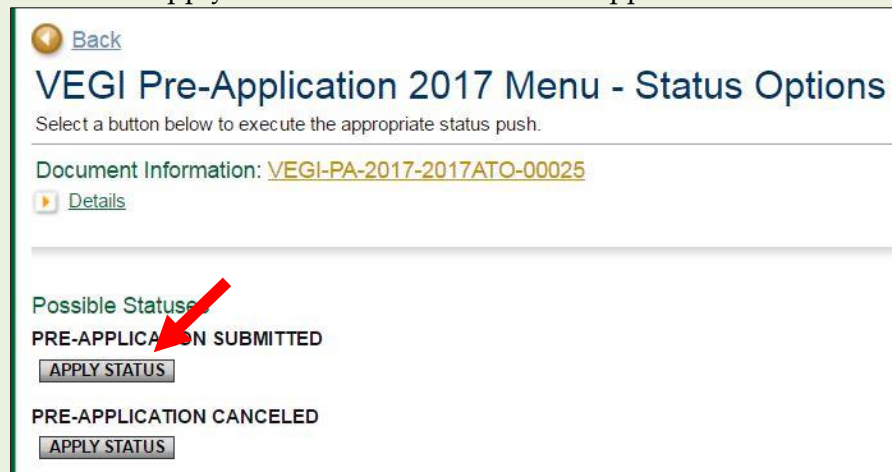 Back
VEGI Pre-Application 2017 Menu - Status Options
Select a button below to execute the appropriate status push.
Document Information: VEGI-PA-2017-2017ATO-00025
Details
Possible Statuses
PRE-APPLICATION SUBMITTED
APPLY STATUS
PRE-APPLICATION CANCELED
APPLY STATUS